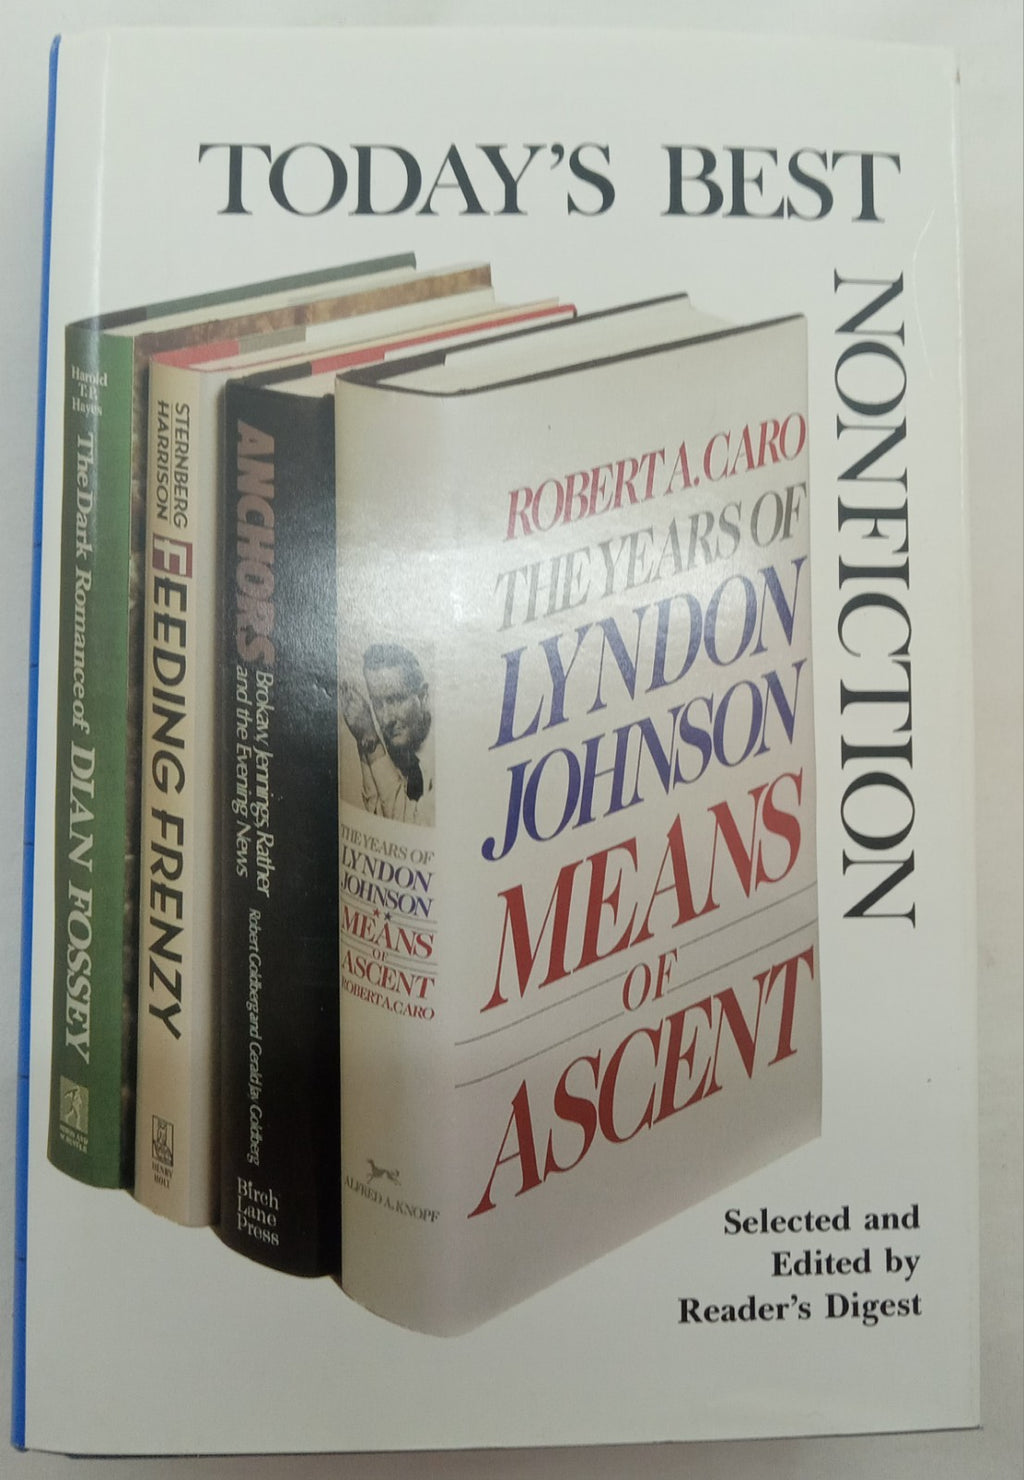 TODAY'S BEST
NONFICTION
Harold
T.P.
Hayes
The Dark Romance of DIAN FOSSEY
SIMON AND
SCHUSTER
STERNBERG
HARRISON
FEEDING FRENZY
HENRY
HOLT
ANCHORS
Brokaw, Jennings, Rather
and the Evening News
Robert Goldberg and Gerald Jay Goldberg
Birch
Lane
Press
THE YEARS OF
LYNDON
JOHNSON
MEANS
OF
ASCENT
ROBERT A. CARO
ALFRED A. KNOPF
ROBERT A. CARO
THE YEARS OF
LYNDON
JOHNSON
MEANS
OF
ASCENT
Selected and
Edited by
Reader's Digest